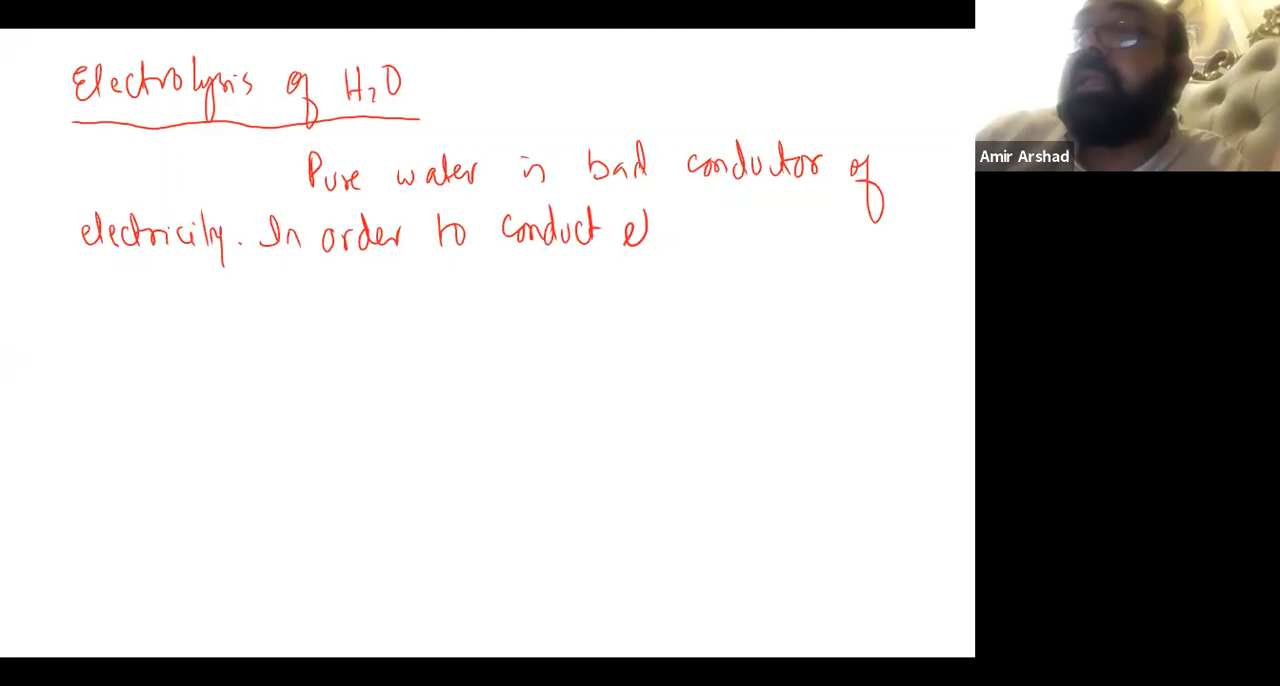 Electrolysis of H₂O
Pure water is bad conductor of
electricity. In order to conduct el
Amir Arshad